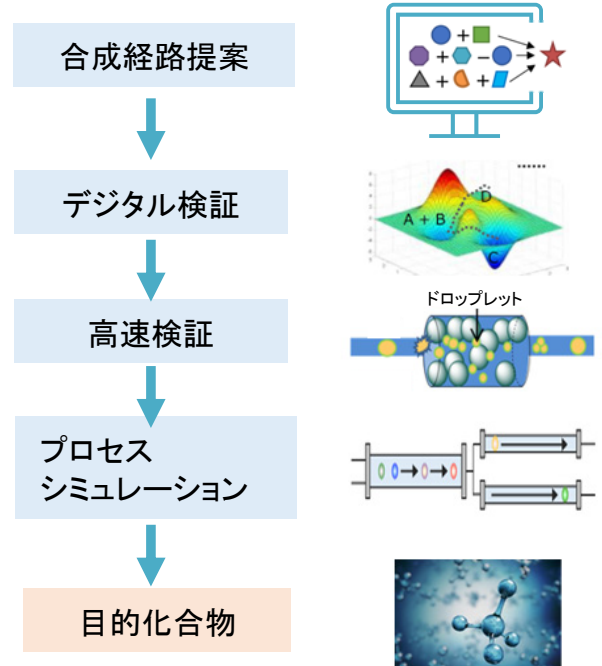 合成経路提案
+
+ −
+ +
デジタル検証
......
A + B
D
C
高速検証
ドロップレット
プロセス
シミュレーション
目的化合物